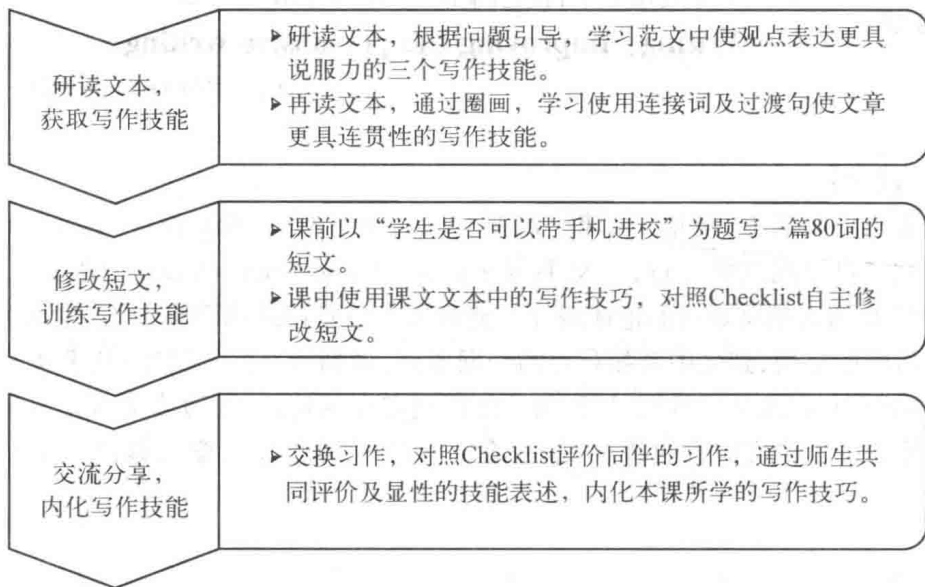 研读文本，
获取写作技能
▸研读文本，根据问题引导，学习范文中使观点表达更具
说服力的三个写作技能。
▸再读文本，通过圈画，学习使用连接词及过渡句使文章
更具连贯性的写作技能。
修改短文，
训练写作技能
▸课前以“学生是否可以带手机进校”为题写一篇80词的
短文。
▸课中使用课文文本中的写作技巧，对照Checklist自主修
改短文。
交流分享，
内化写作技能
▸交换习作，对照Checklist评价同伴的习作，通过师生共
同评价及显性的技能表述，内化本课所学的写作技巧。